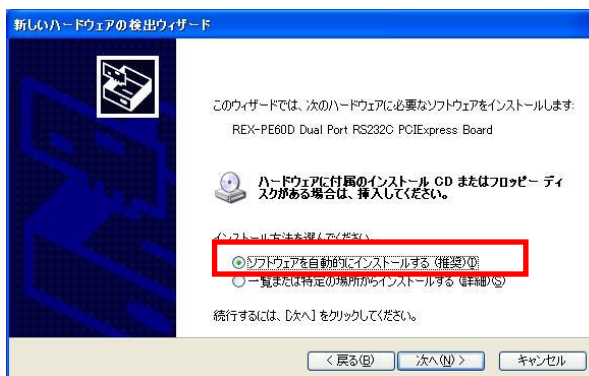 新しいハードウェアの検出ウィザード
このウィザードでは、次のハードウェアに必要なソフトウェアをインストールします:
REX-PE60D Dual Port RS232C PCIExpress Board
ハードウェアに付属のインストール CD またはフロッピー ディ
スクがある場合は、挿入してください。
インストール方法を選んでください。
ソフトウェアを自動的にインストールする (推奨)(I)
一覧または特定の場所からインストールする (詳細)(S)
続行するには、[次へ] をクリックしてください。
< 戻る(B) 次へ(N) > キャンセル